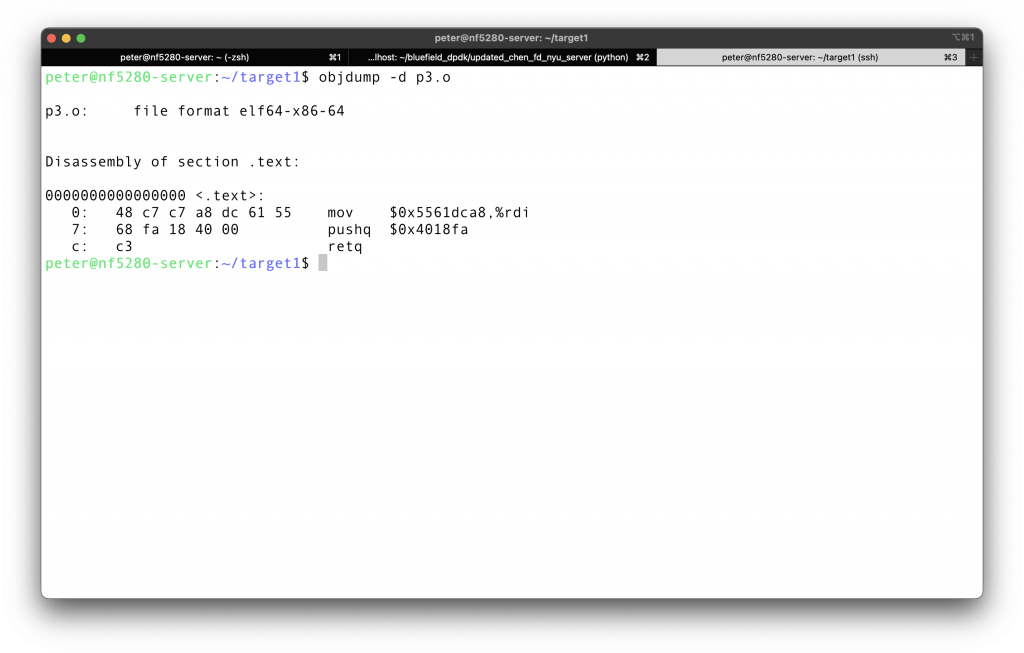 peter@nf5280-server: ~/target1
⌥⌘1
peter@nf5280-server: ~ (-zsh) ⌘1 ...lhost: ~/bluefield_dpdk/updated_chen_fd_nyu_server (python) ⌘2 peter@nf5280-server: ~/target1 (ssh) ⌘3 +
peter@nf5280-server:~/target1$ objdump -d p3.o
p3.o:     file format elf64-x86-64
Disassembly of section .text:
0000000000000000 <.text>:
   0:   48 c7 c7 a8 dc 61 55    mov    $0x5561dca8,%rdi
   7:   68 fa 18 40 00          pushq  $0x4018fa
   c:   c3                      retq
peter@nf5280-server:~/target1$